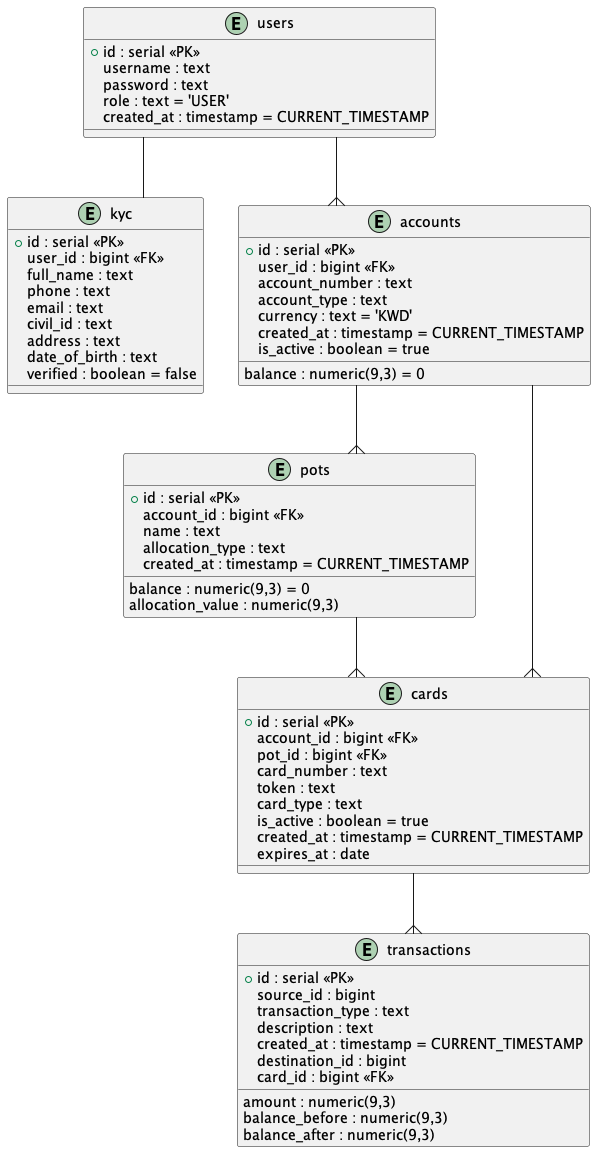 E users
id : serial «PK»
username : text
password : text
role : text = 'USER'
created_at : timestamp = CURRENT_TIMESTAMP
E kyc
id : serial «PK»
user_id : bigint «FK»
full_name : text
phone : text
email : text
civil_id : text
address : text
date_of_birth : text
verified : boolean = false
E accounts
id : serial «PK»
user_id : bigint «FK»
account_number : text
account_type : text
currency : text = 'KWD'
created_at : timestamp = CURRENT_TIMESTAMP
is_active : boolean = true
balance : numeric(9,3) = 0
E pots
id : serial «PK»
account_id : bigint «FK»
name : text
allocation_type : text
created_at : timestamp = CURRENT_TIMESTAMP
balance : numeric(9,3) = 0
allocation_value : numeric(9,3)
E cards
id : serial «PK»
account_id : bigint «FK»
pot_id : bigint «FK»
card_number : text
token : text
card_type : text
is_active : boolean = true
created_at : timestamp = CURRENT_TIMESTAMP
expires_at : date
E transactions
id : serial «PK»
source_id : bigint
transaction_type : text
description : text
created_at : timestamp = CURRENT_TIMESTAMP
destination_id : bigint
card_id : bigint «FK»
amount : numeric(9,3)
balance_before : numeric(9,3)
balance_after : numeric(9,3)